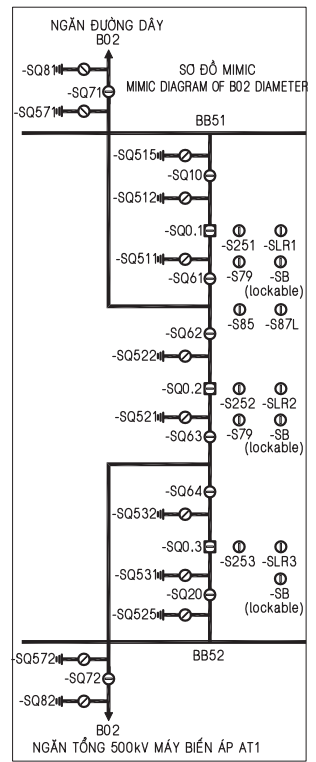 NGĂN ĐƯỜNG DÂY
B02
-SQ81
SƠ ĐỒ MIMIC
-SQ71
MIMIC DIAGRAM OF B02 DIAMETER
-SQ571
BB51
-SQ515
-SQ10
-SQ512
-SQ0.1
-S251 -SLR1
-SQ511
-SQ61
-S79 -SB
(lockable)
-S85 -S87L
-SQ62
-SQ522
-SQ0.2
-S252 -SLR2
-SQ521
-SQ63
-S79 -SB
(lockable)
-SQ64
-SQ532
-SQ0.3
-S253 -SLR3
-SQ531
-SB
-SQ20
(lockable)
-SQ525
BB52
-SQ572
-SQ72
-SQ82
B02
NGĂN TỔNG 500kV MÁY BIẾN ÁP AT1